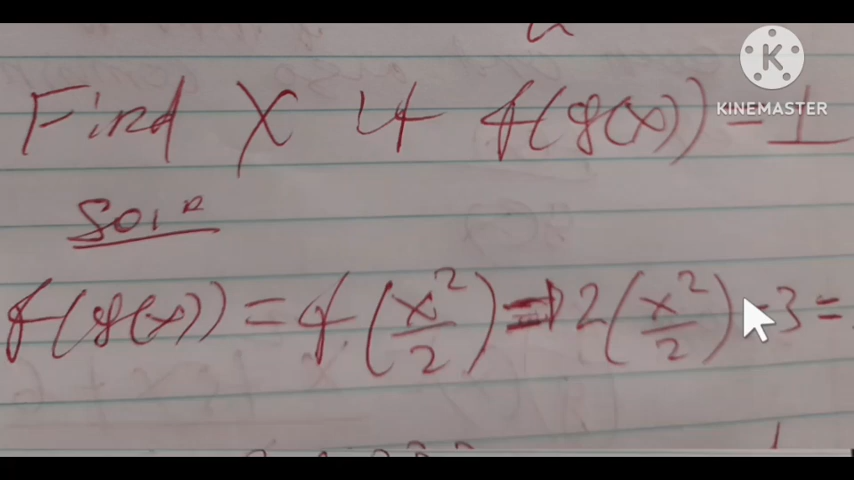 KINEMASTER
Find X if f(g(x)) = 1
Soln
f(g(x)) = f(x²/2) = 2(x²/2) - 3 =